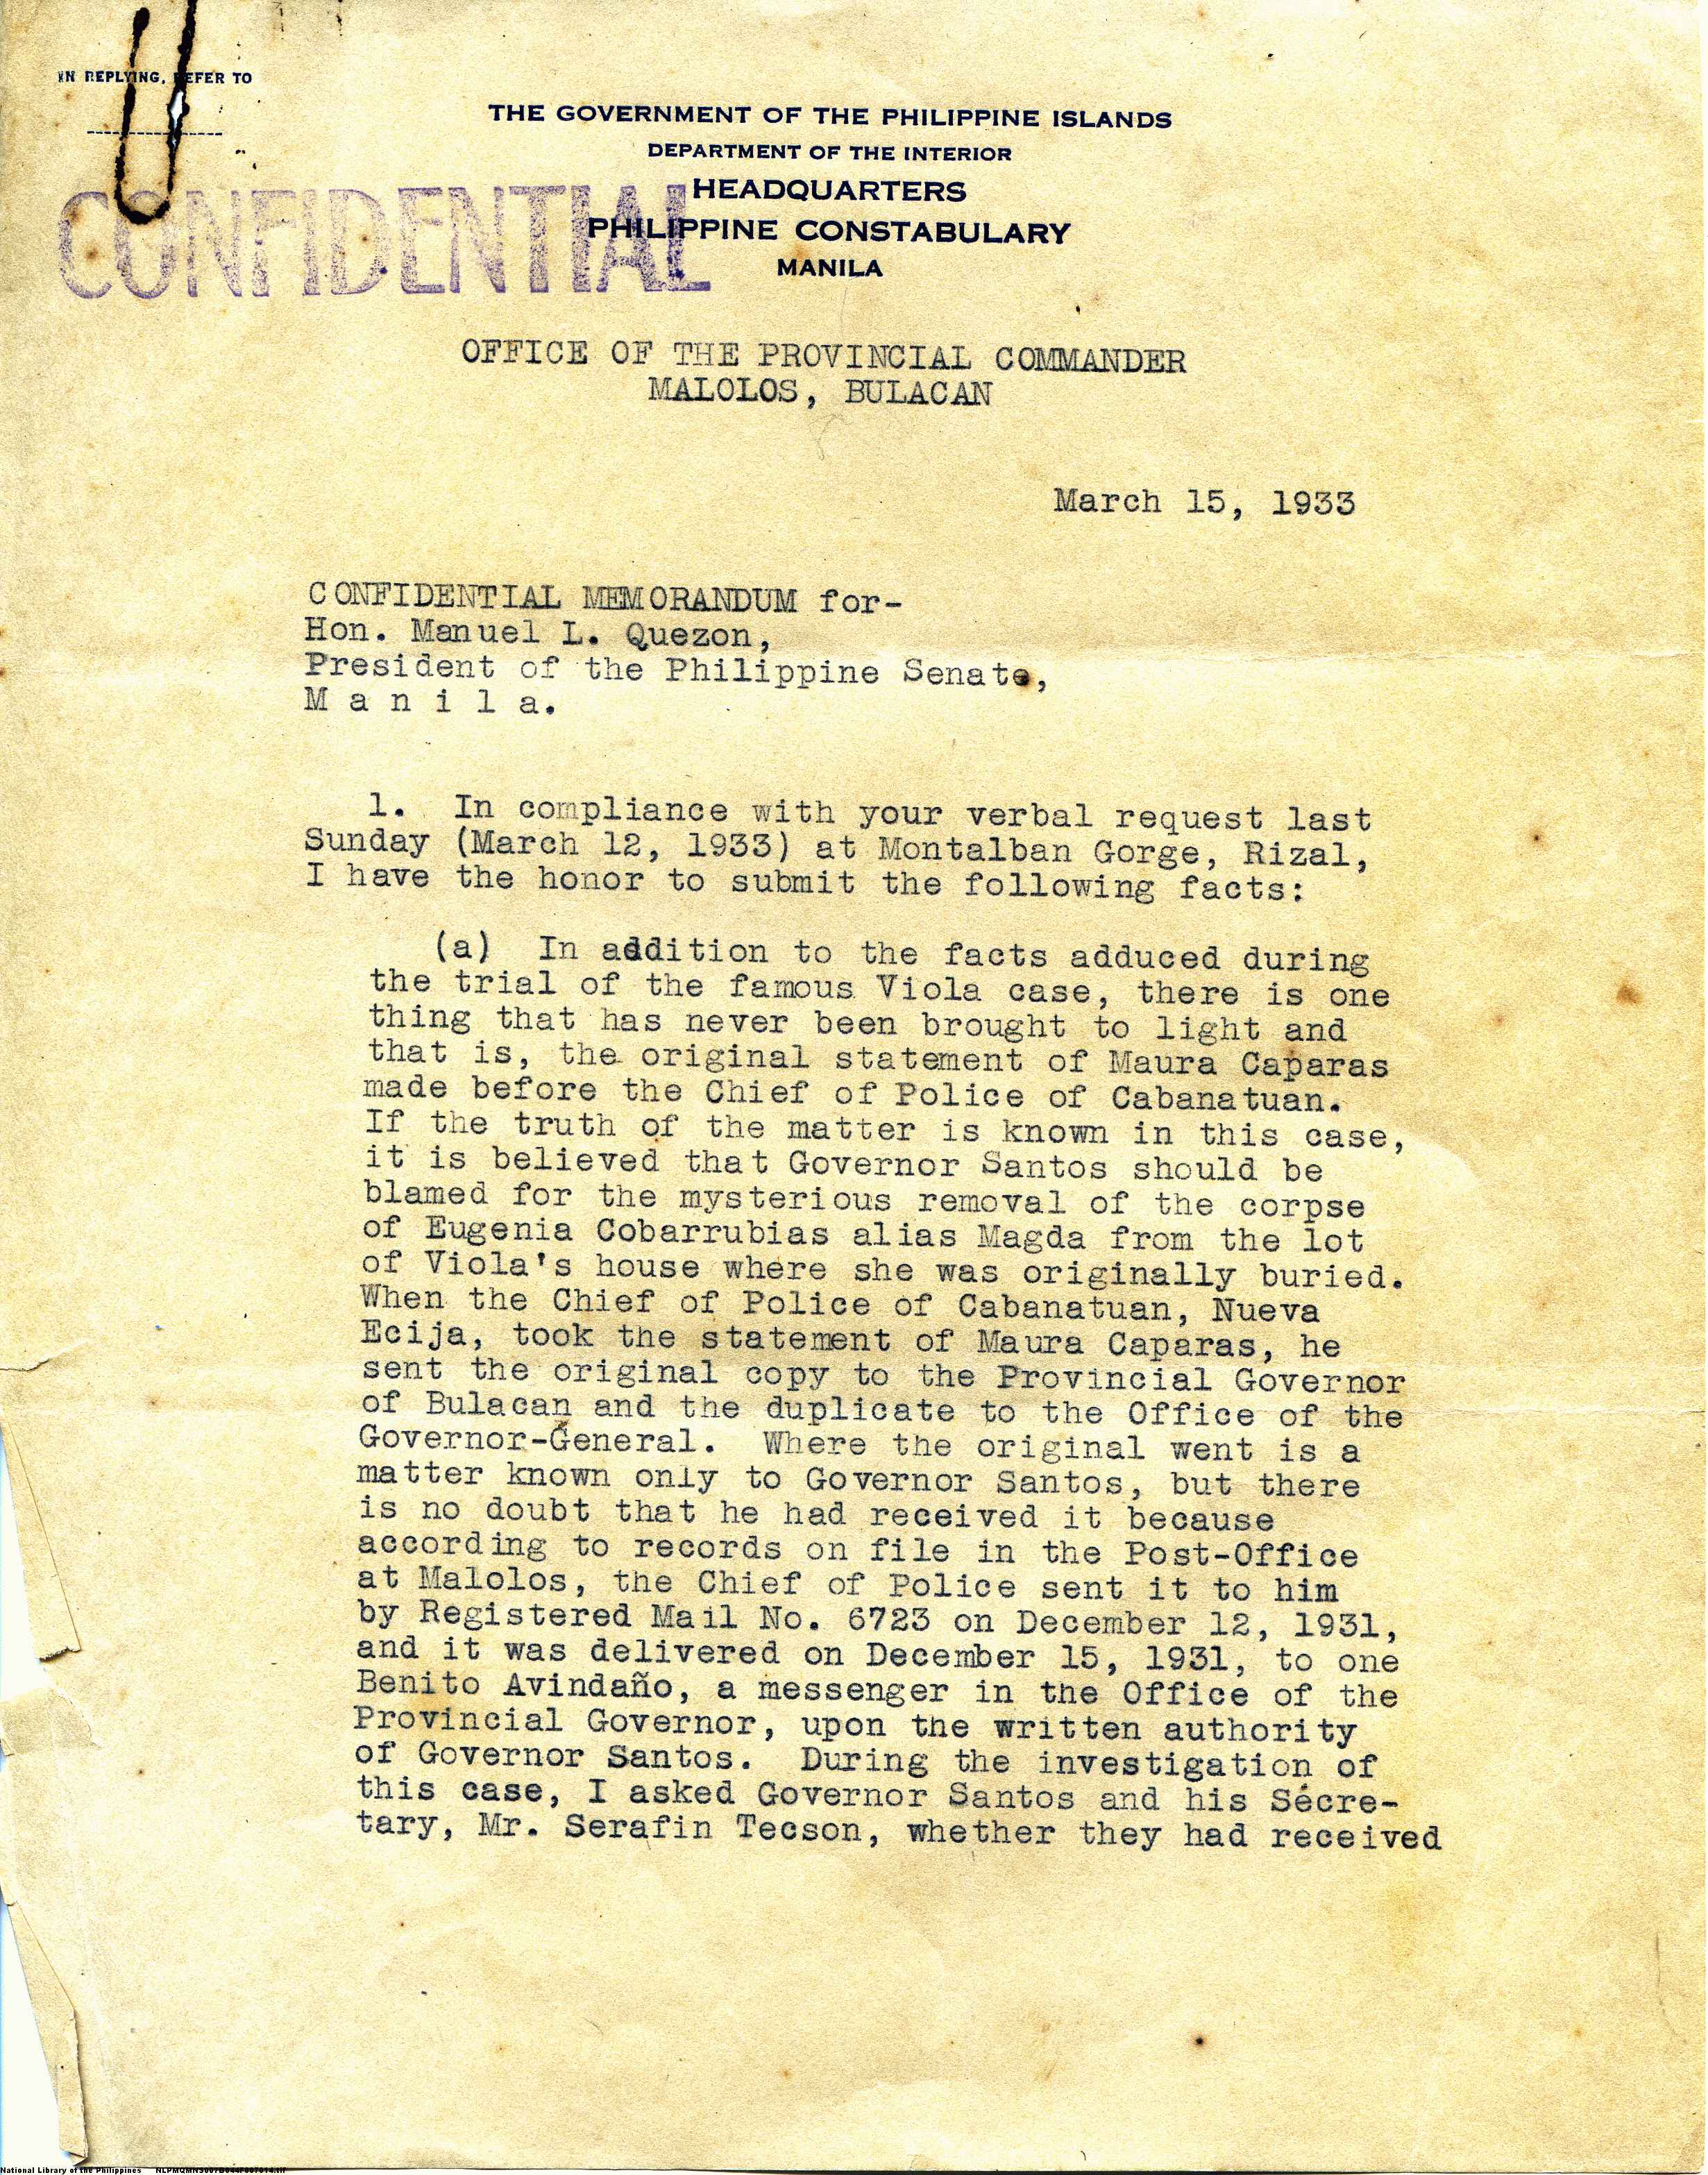 IN REPLYING, REFER TO
THE GOVERNMENT OF THE PHILIPPINE ISLANDS
DEPARTMENT OF THE INTERIOR
HEADQUARTERS
PHILIPPINE CONSTABULARY
MANILA
CONFIDENTIAL
OFFICE OF THE PROVINCIAL COMMANDER
MALOLOS, BULACAN
March 15, 1933
CONFIDENTIAL MEMORANDUM for-
Hon. Manuel L. Quezon,
President of the Philippine Senate,
M a n i l a.
1. In compliance with your verbal request last
Sunday (March 12, 1933) at Montalban Gorge, Rizal,
I have the honor to submit the following facts:
(a) In addition to the facts adduced during
the trial of the famous Viola case, there is one
thing that has never been brought to light and
that is, the original statement of Maura Caparas
made before the Chief of Police of Cabanatuan.
If the truth of the matter is known in this case,
it is believed that Governor Santos should be
blamed for the mysterious removal of the corpse
of Eugenia Cobarrubias alias Magda from the lot
of Viola's house where she was originally buried.
When the Chief of Police of Cabanatuan, Nueva
Ecija, took the statement of Maura Caparas, he
sent the original copy to the Provincial Governor
of Bulacan and the duplicate to the Office of the
Governor-General. Where the original went is a
matter known only to Governor Santos, but there
is no doubt that he had received it because
according to records on file in the Post-Office
at Malolos, the Chief of Police sent it to him
by Registered Mail No. 6723 on December 12, 1931,
and it was delivered on December 15, 1931, to one
Benito Avindaño, a messenger in the Office of the
Provincial Governor, upon the written authority
of Governor Santos. During the investigation of
this case, I asked Governor Santos and his Secre-
tary, Mr. Serafin Tecson, whether they had received
National Library of the Philippines